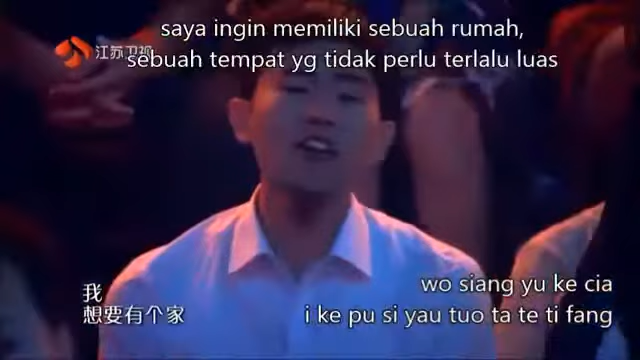 saya ingin memiliki sebuah rumah,
江苏卫视
sebuah tempat yg tidak perlu terlalu luas
wo siang yu ke cia
我
想要有个家
i ke pu si yau tuo ta te ti fang